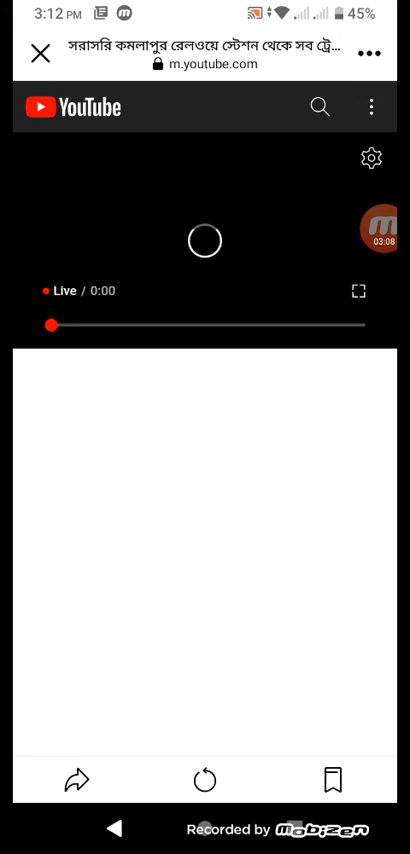 3:12 PM 45%
সরাসরি কমলাপুর রেলওয়ে স্টেশন থেকে সব ট্রে...
m.youtube.com
YouTube
03:08
Live / 0:00
Recorded by mobizen